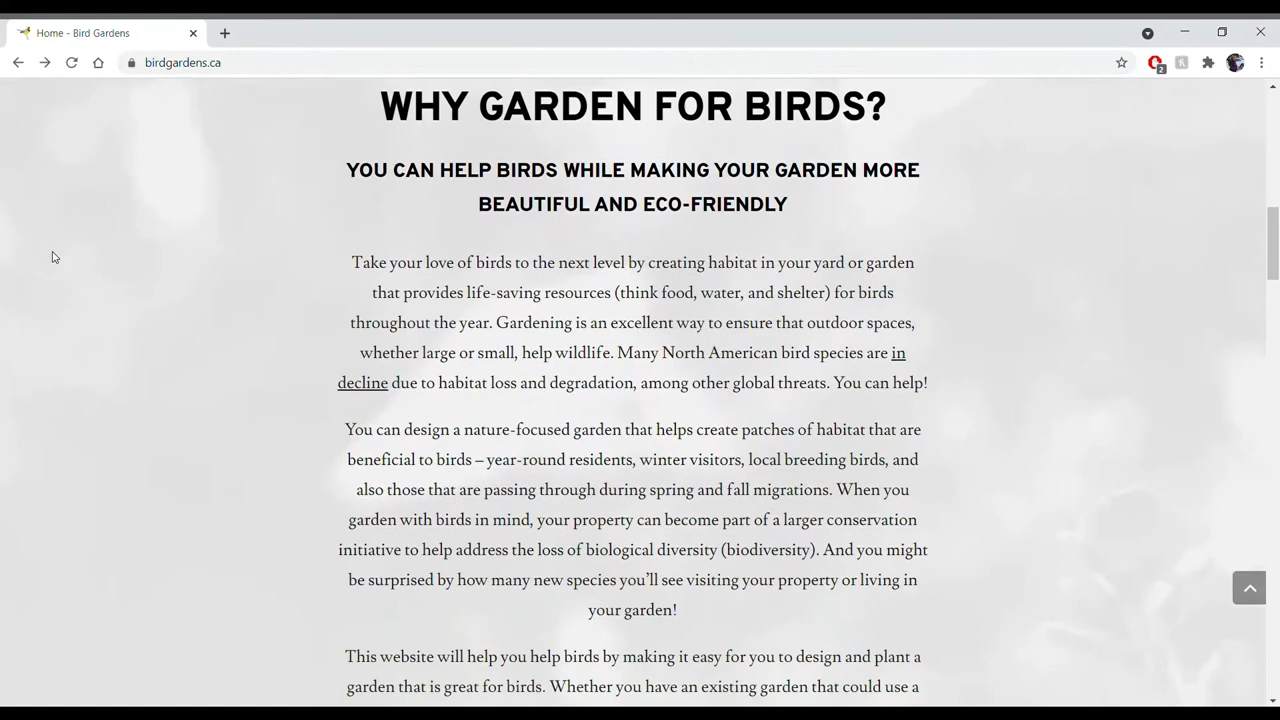 Home - Bird Gardens
birdgardens.ca
2
WHY GARDEN FOR BIRDS?
YOU CAN HELP BIRDS WHILE MAKING YOUR GARDEN MORE
BEAUTIFUL AND ECO-FRIENDLY
Take your love of birds to the next level by creating habitat in your yard or garden
that provides life-saving resources (think food, water, and shelter) for birds
throughout the year. Gardening is an excellent way to ensure that outdoor spaces,
whether large or small, help wildlife. Many North American bird species are in
decline due to habitat loss and degradation, among other global threats. You can help!
You can design a nature-focused garden that helps create patches of habitat that are
beneficial to birds – year-round residents, winter visitors, local breeding birds, and
also those that are passing through during spring and fall migrations. When you
garden with birds in mind, your property can become part of a larger conservation
initiative to help address the loss of biological diversity (biodiversity). And you might
be surprised by how many new species you’ll see visiting your property or living in
your garden!
This website will help you help birds by making it easy for you to design and plant a
garden that is great for birds. Whether you have an existing garden that could use a